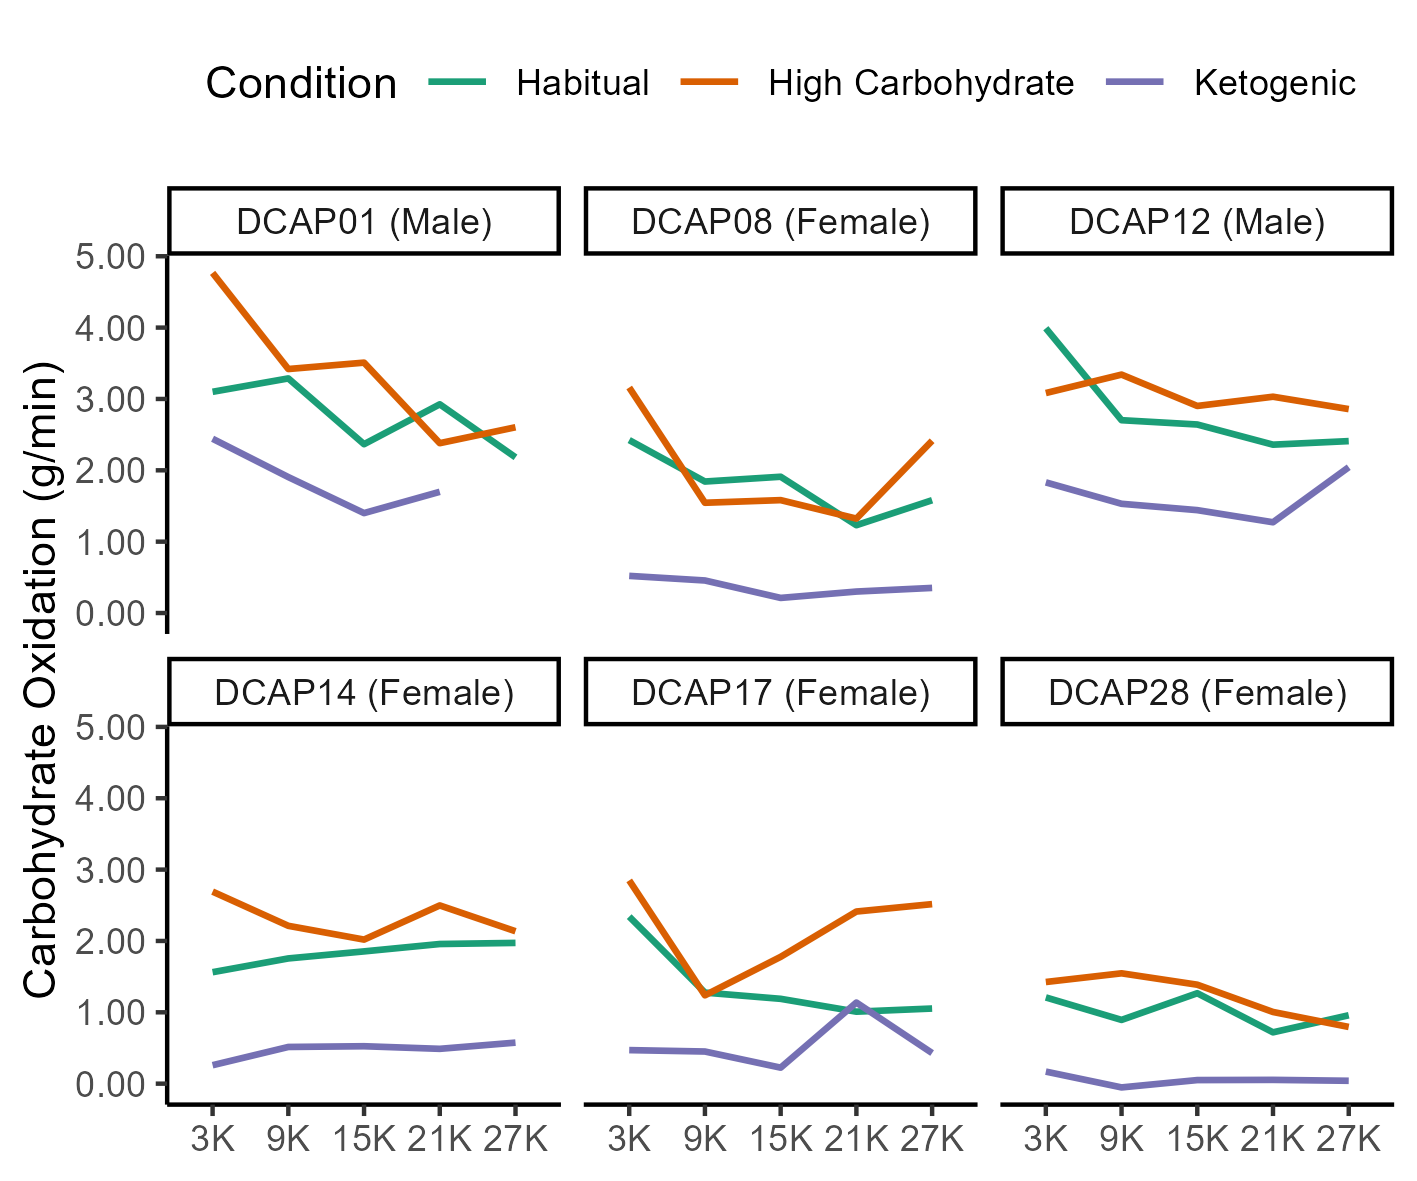 Condition Habitual High Carbohydrate Ketogenic
DCAP01 (Male) DCAP08 (Female) DCAP12 (Male)
5.00
4.00
3.00
2.00
1.00
0.00
Carbohydrate Oxidation (g/min)
DCAP14 (Female) DCAP17 (Female) DCAP28 (Female)
5.00
4.00
3.00
2.00
1.00
0.00
3K 9K 15K 21K 27K 3K 9K 15K 21K 27K 3K 9K 15K 21K 27K